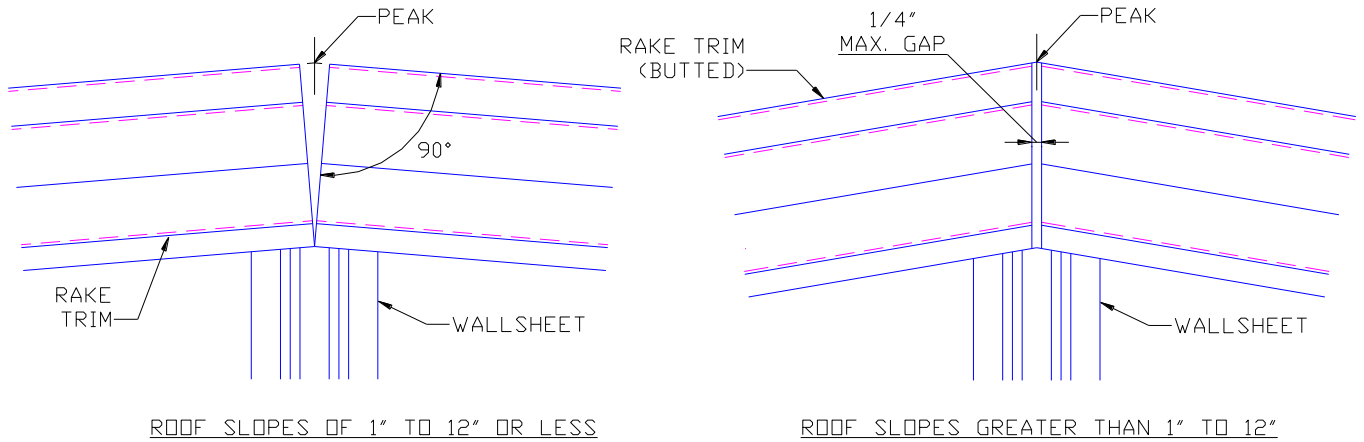 PEAK
90°
RAKE
TRIM
WALLSHEET
ROOF SLOPES OF 1" TO 12" OR LESS
1/4"
MAX. GAP
PEAK
RAKE TRIM
(BUTTED)
WALLSHEET
ROOF SLOPES GREATER THAN 1" TO 12"